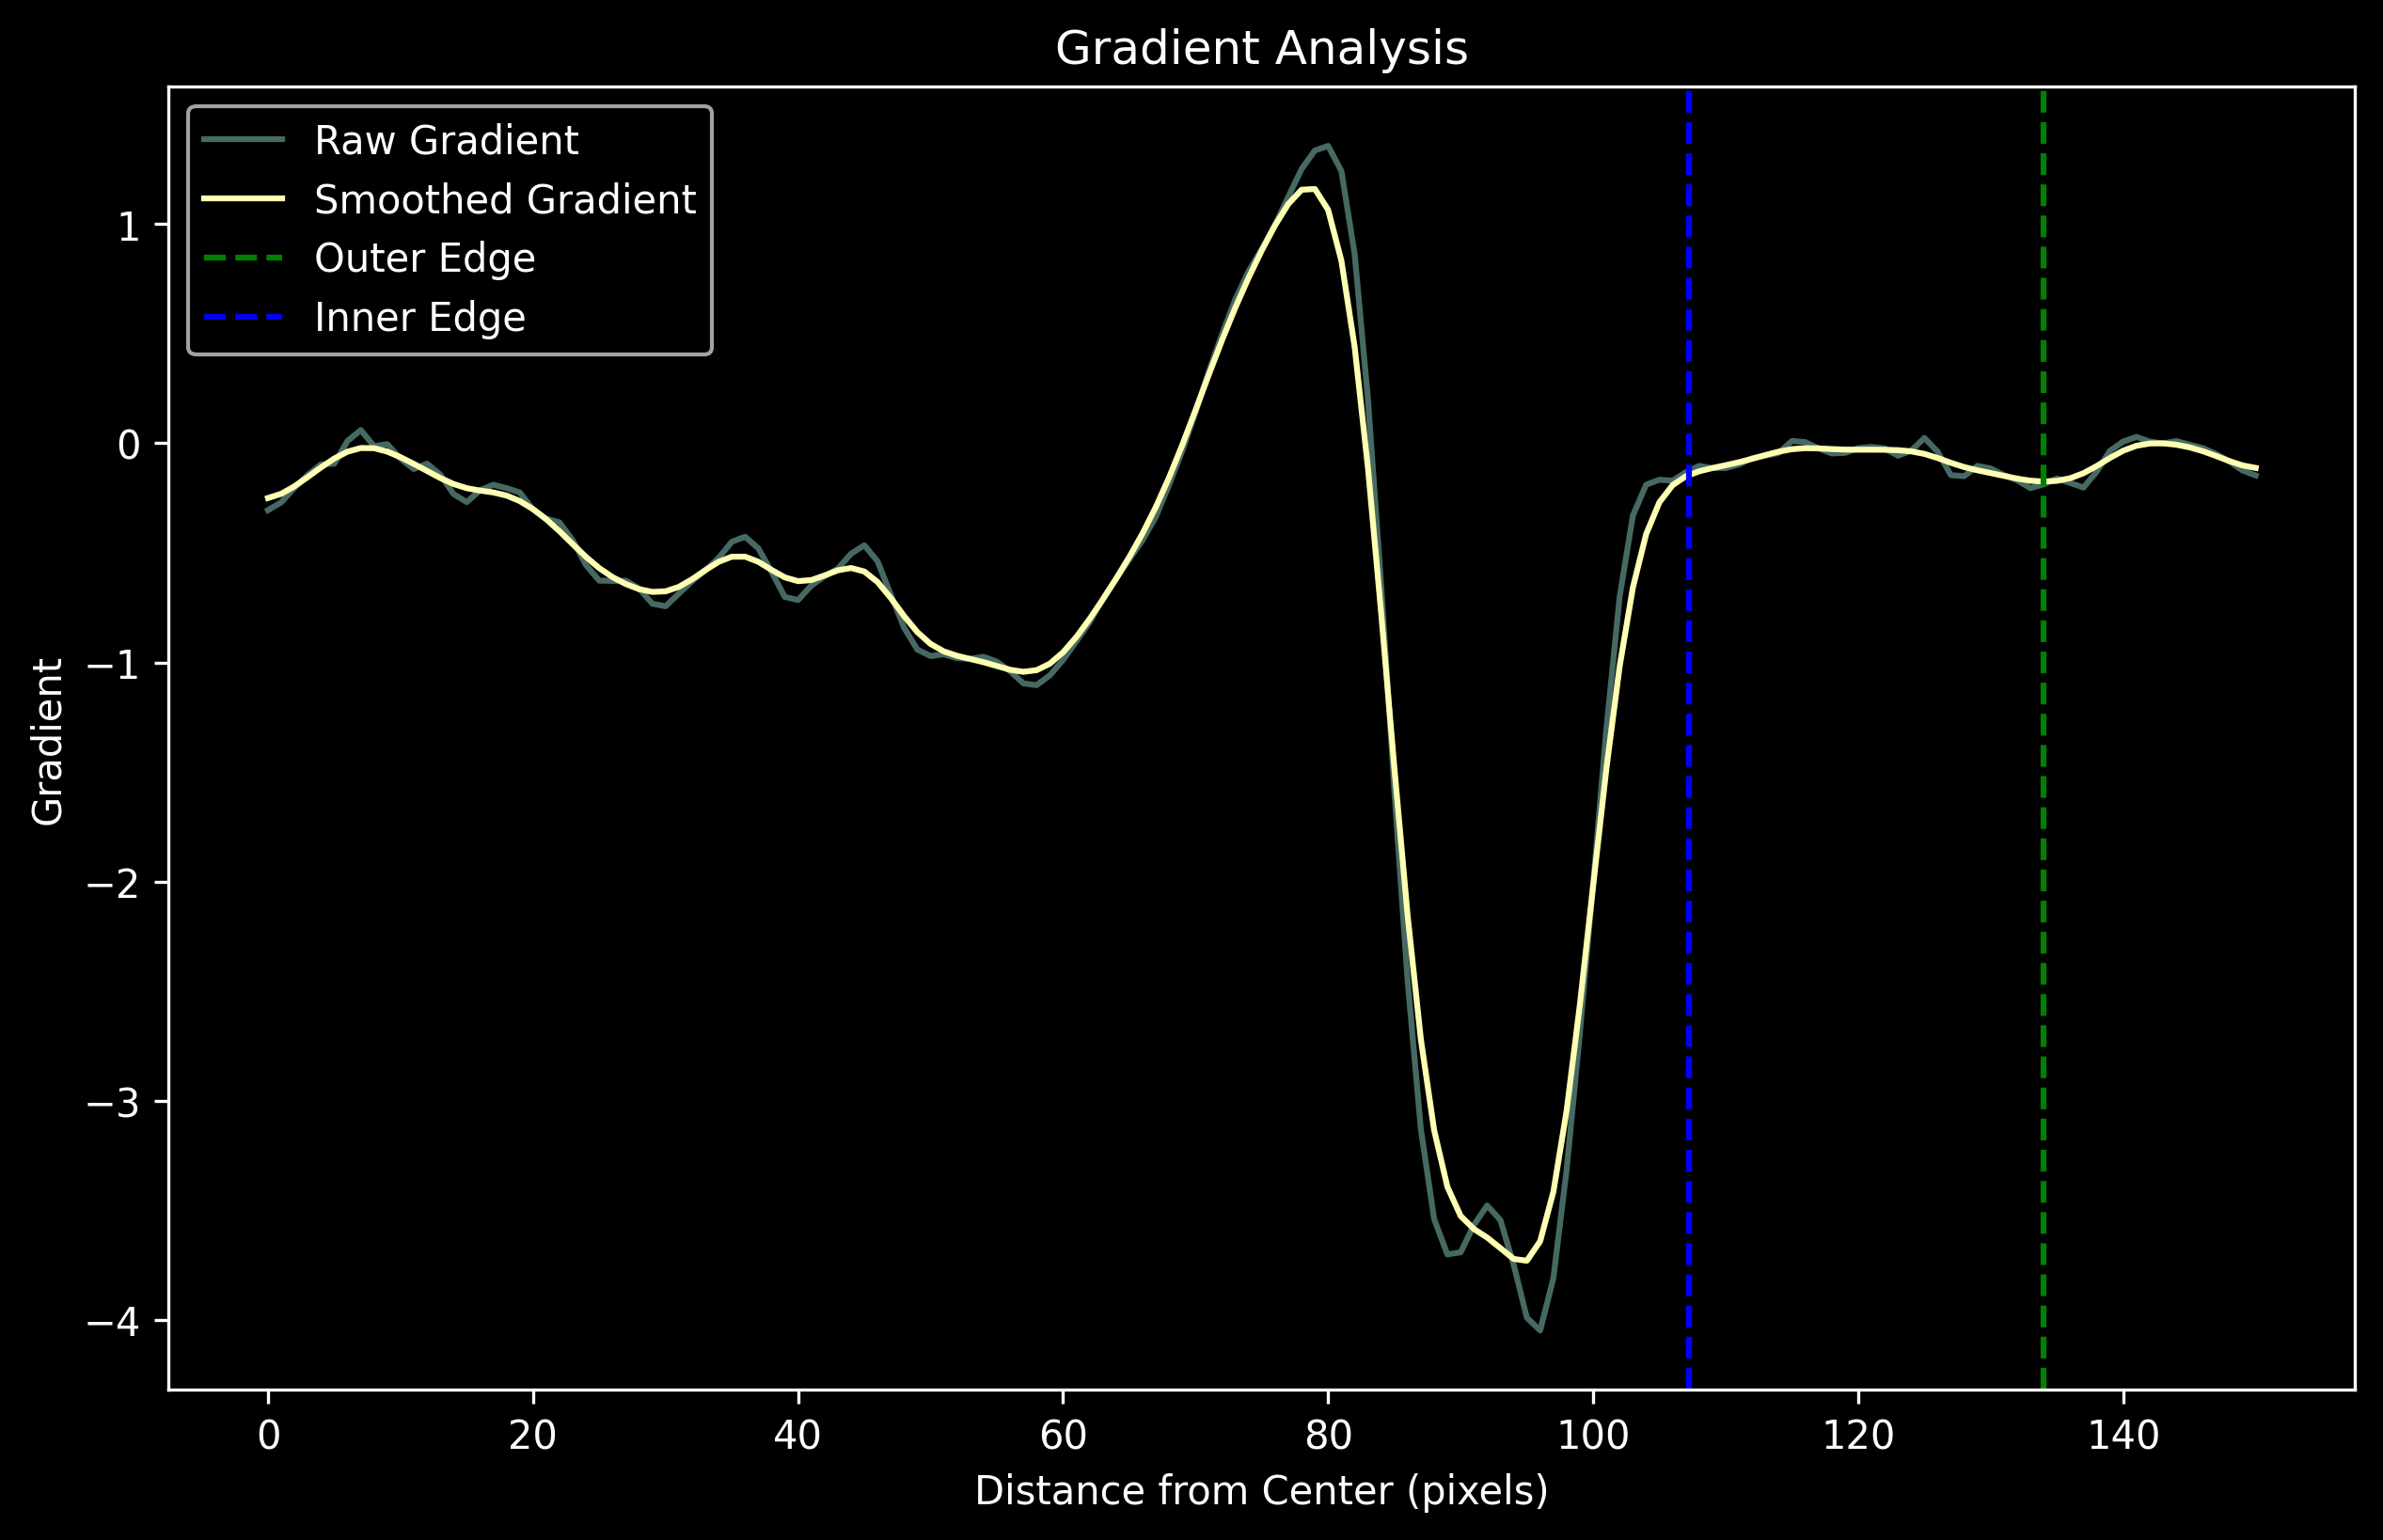 Gradient Analysis
Raw Gradient
Smoothed Gradient
Outer Edge
Inner Edge
1
0
−1
−2
−3
−4
Gradient
0 20 40 60 80 100 120 140
Distance from Center (pixels)